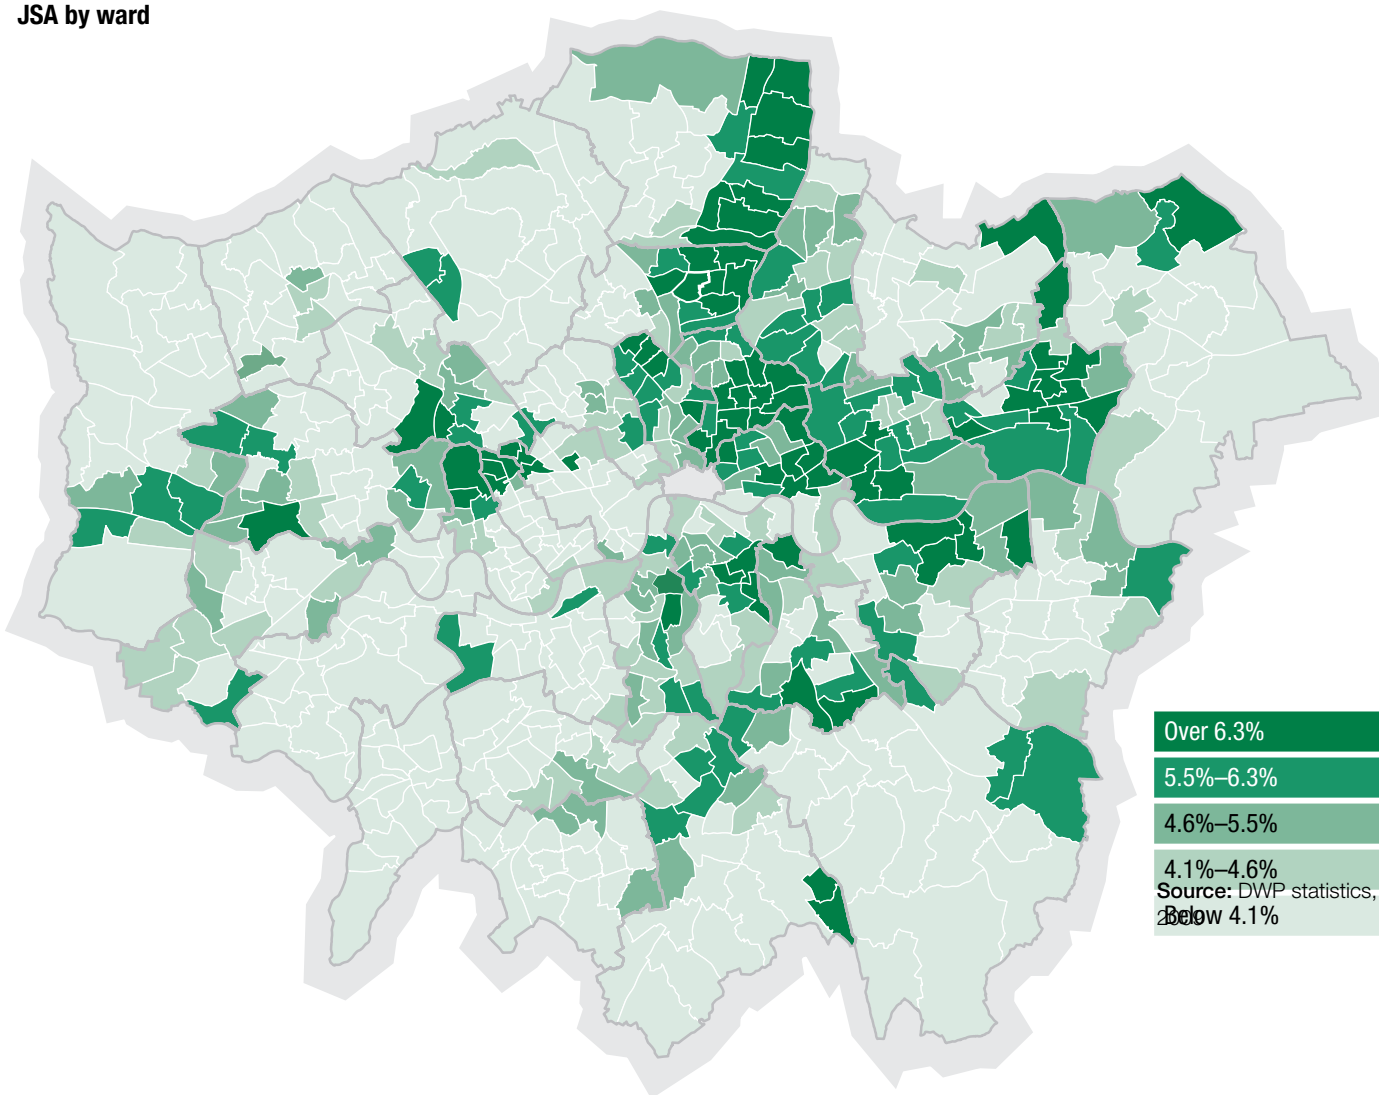 JSA by ward
Over 6.3%
5.5%–6.3%
4.6%–5.5%
4.1%–4.6%
Source: DWP statistics,
2009
Below 4.1%